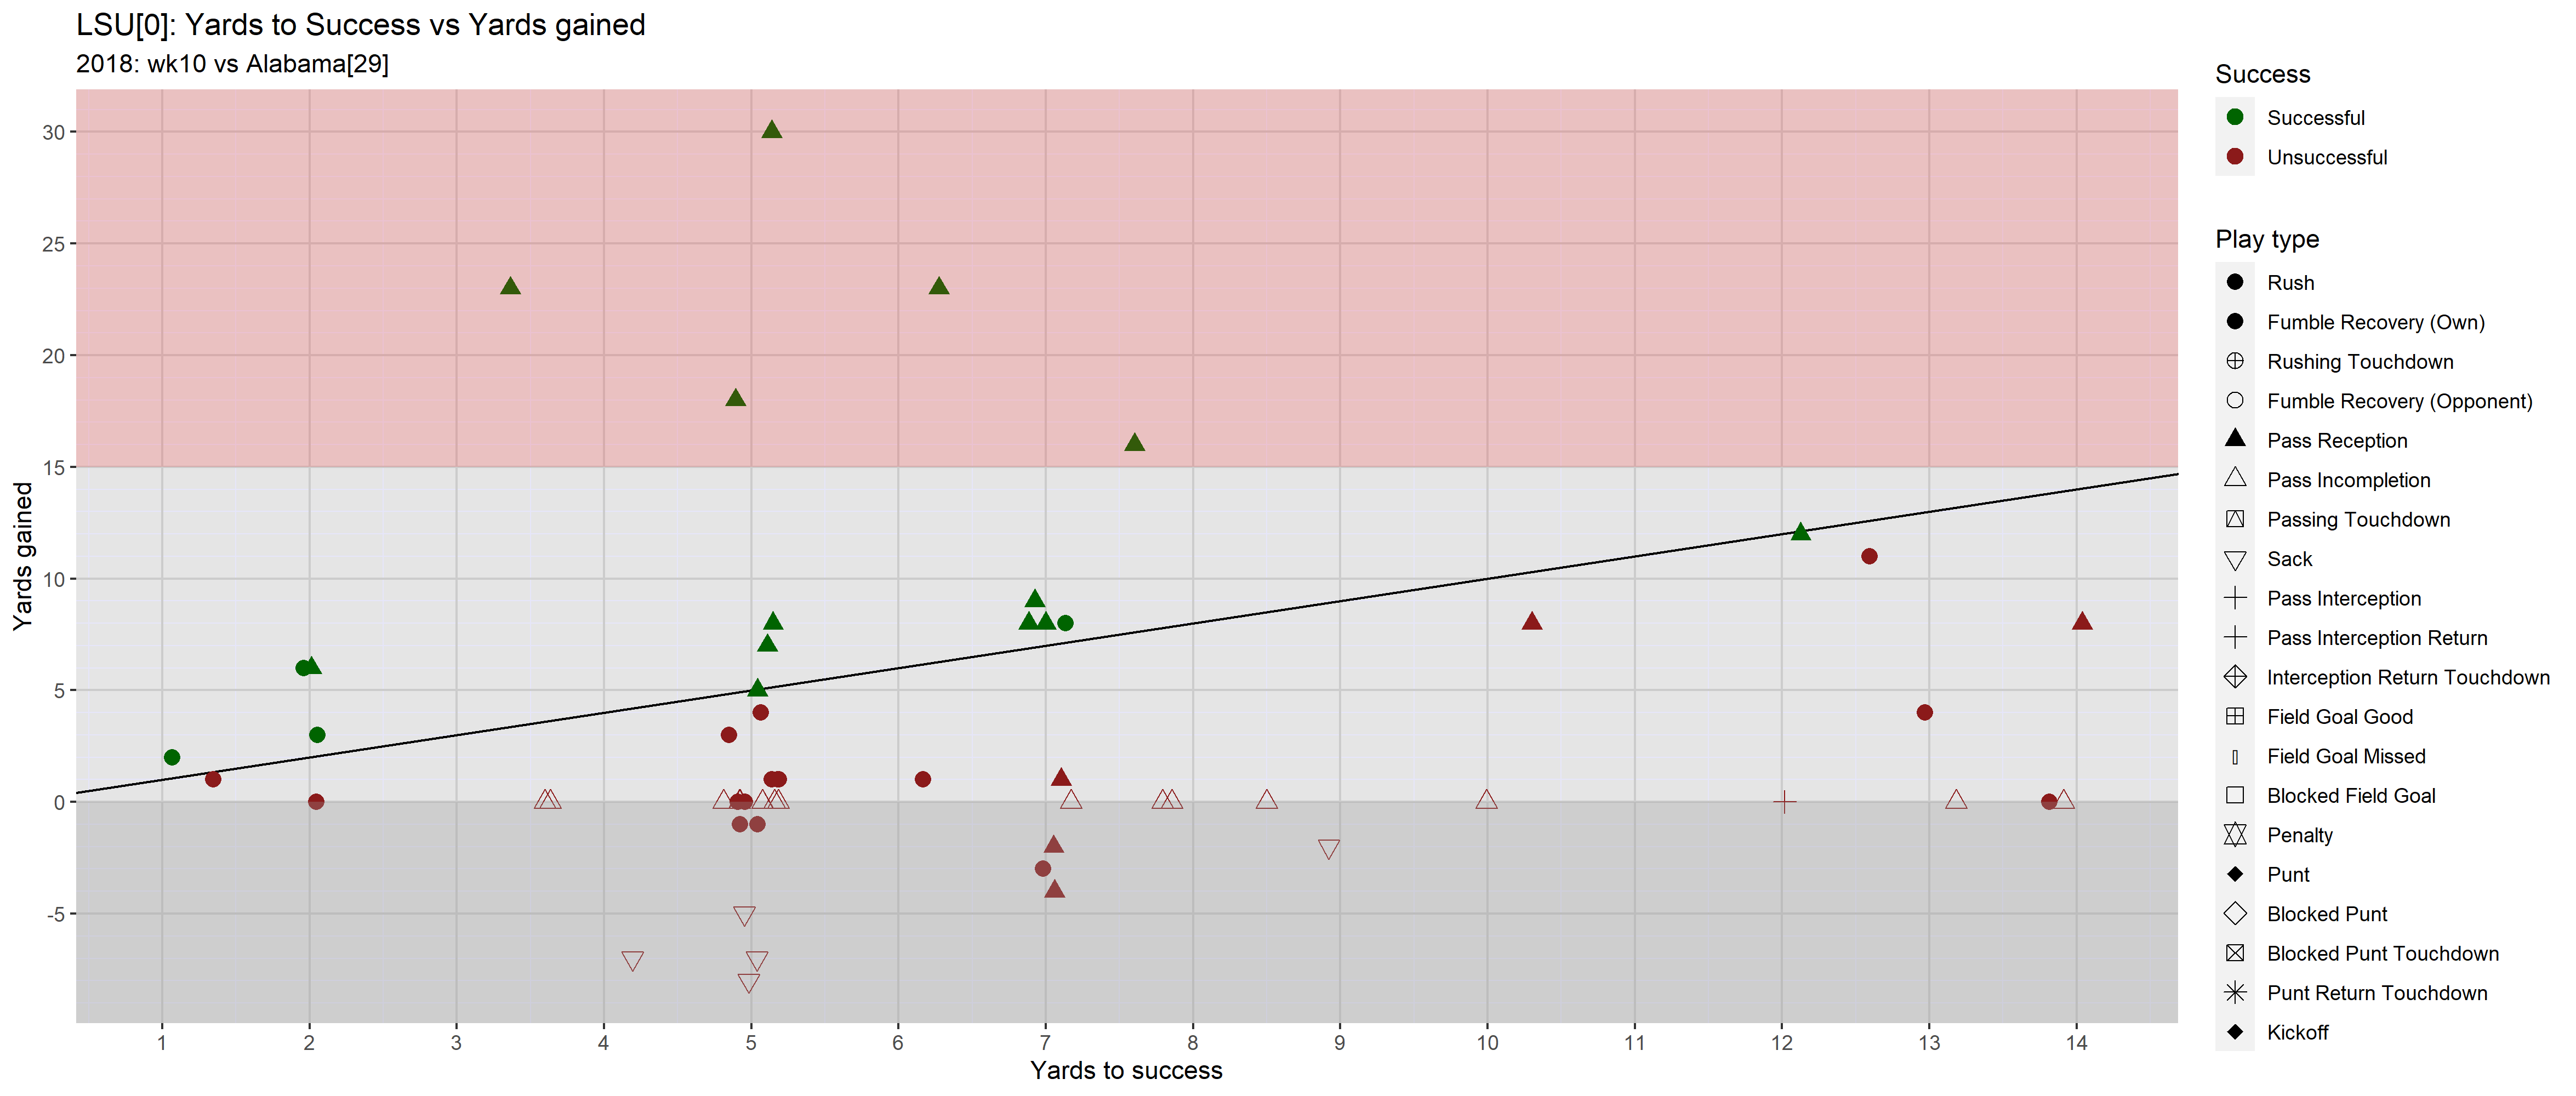 LSU[0]: Yards to Success vs Yards gained
2018: wk10 vs Alabama[29]
Yards gained
30
25
20
15
10
5
0
-5
1 2 3 4 5 6 7 8 9 10 11 12 13 14
Yards to success
Success
Successful
Unsuccessful
Play type
Rush
Fumble Recovery (Own)
Rushing Touchdown
Fumble Recovery (Opponent)
Pass Reception
Pass Incompletion
Passing Touchdown
Sack
Pass Interception
Pass Interception Return
Interception Return Touchdown
Field Goal Good
Field Goal Missed
Blocked Field Goal
Penalty
Punt
Blocked Punt
Blocked Punt Touchdown
Punt Return Touchdown
Kickoff